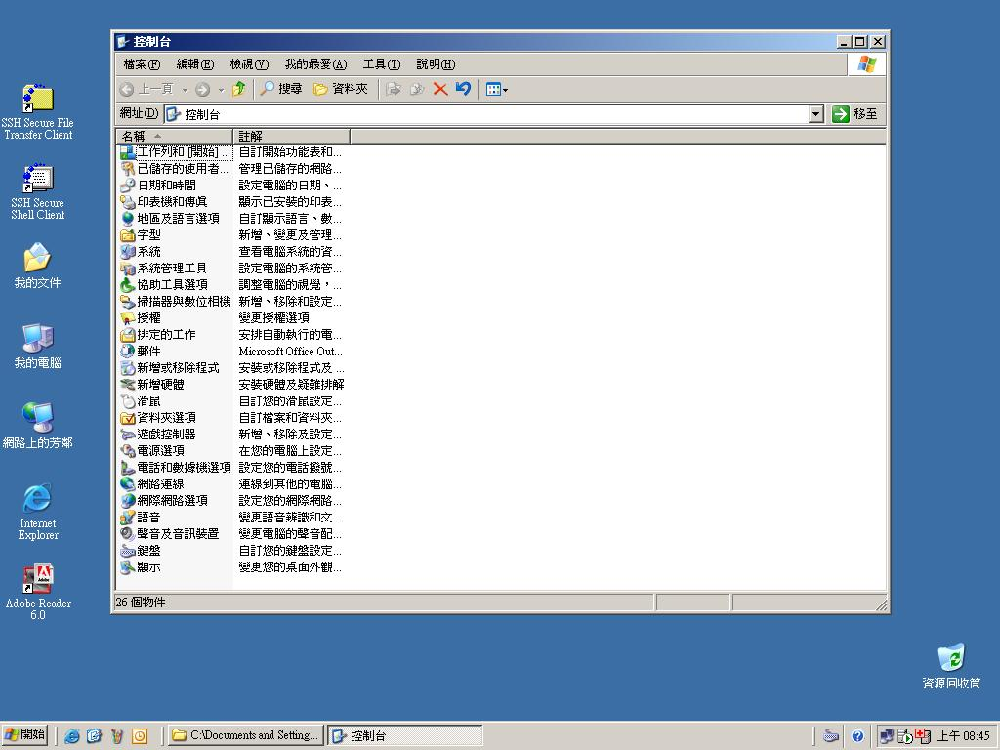 控制台
檔案(F) 編輯(E) 檢視(V) 我的最愛(A) 工具(T) 說明(H)
上一頁 搜尋 資料夾
網址(D) 控制台 移至
名稱 註解
工作列和 [開始] ... 自訂開始功能表和...
已儲存的使用者... 管理已儲存的網路...
日期和時間 設定電腦的日期、...
印表機和傳真 顯示已安裝的印表...
地區及語言選項 自訂顯示語言、數...
字型 新增、變更及管理...
系統 查看電腦系統的資...
系統管理工具 設定電腦的系統管...
協助工具選項 調整電腦的視覺，...
掃描器與數位相機 新增、移除和設定...
授權 變更授權選項
排定的工作 安排自動執行的電...
郵件 Microsoft Office Out...
新增或移除程式 安裝或移除程式及 ...
新增硬體 安裝硬體及疑難排解
滑鼠 自訂您的滑鼠設定...
資料夾選項 自訂檔案和資料夾...
遊戲控制器 新增、移除及設定...
電源選項 在您的電腦上設定...
電話和數據機選項 設定您的電話撥號...
網路連線 連線到其他的電腦...
網際網路選項 設定您的網際網路...
語音 變更語音辨識和文...
聲音及音訊裝置 變更電腦的聲音配...
鍵盤 自訂您的鍵盤設定...
顯示 變更您的桌面外觀...
26 個物件
SSH Secure File
Transfer Client
SSH Secure
Shell Client
我的文件
我的電腦
網路上的芳鄰
Internet
Explorer
Adobe Reader
6.0
資源回收筒
開始 C:\Documents and Setting... 控制台 上午 08:45